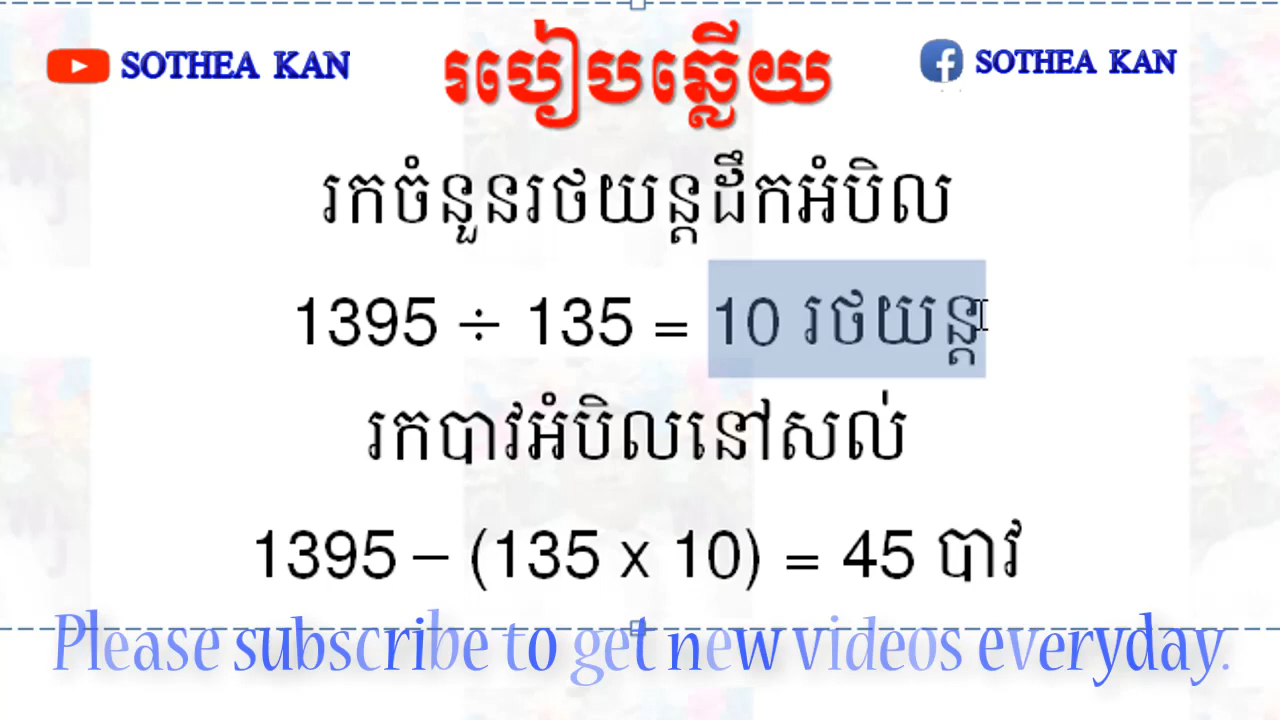 SOTHEA KAN
របៀបឆ្លើយ
SOTHEA KAN
រកចំនួនរថយន្តដឹកអំបិល
1395 ÷ 135 = 10 រថយន្ត
រកបាវអំបិលនៅសល់
1395 – (135 x 10) = 45 បាវ
Please subscribe to get new videos everyday.